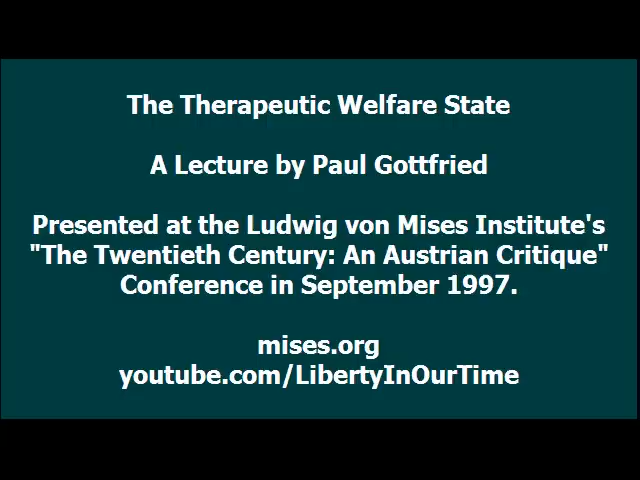 The Therapeutic Welfare State
A Lecture by Paul Gottfried
Presented at the Ludwig von Mises Institute's
"The Twentieth Century: An Austrian Critique"
Conference in September 1997.
mises.org
youtube.com/LibertyInOurTime